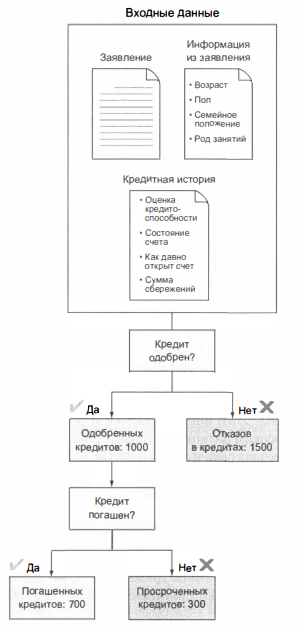 Входные данные
Заявление
Информация
из заявления
• Возраст
• Пол
• Семейное
положение
• Род занятий
Кредитная история
• Оценка
кредито-
способности
• Состояние
счета
• Как давно
открыт счет
• Сумма
сбережений
Кредит
одобрен?
Да
Нет
Одобренных
кредитов: 1000
Отказов
в кредитах: 1500
Кредит
погашен?
Да
Нет
Погашенных
кредитов: 700
Просроченных
кредитов: 300